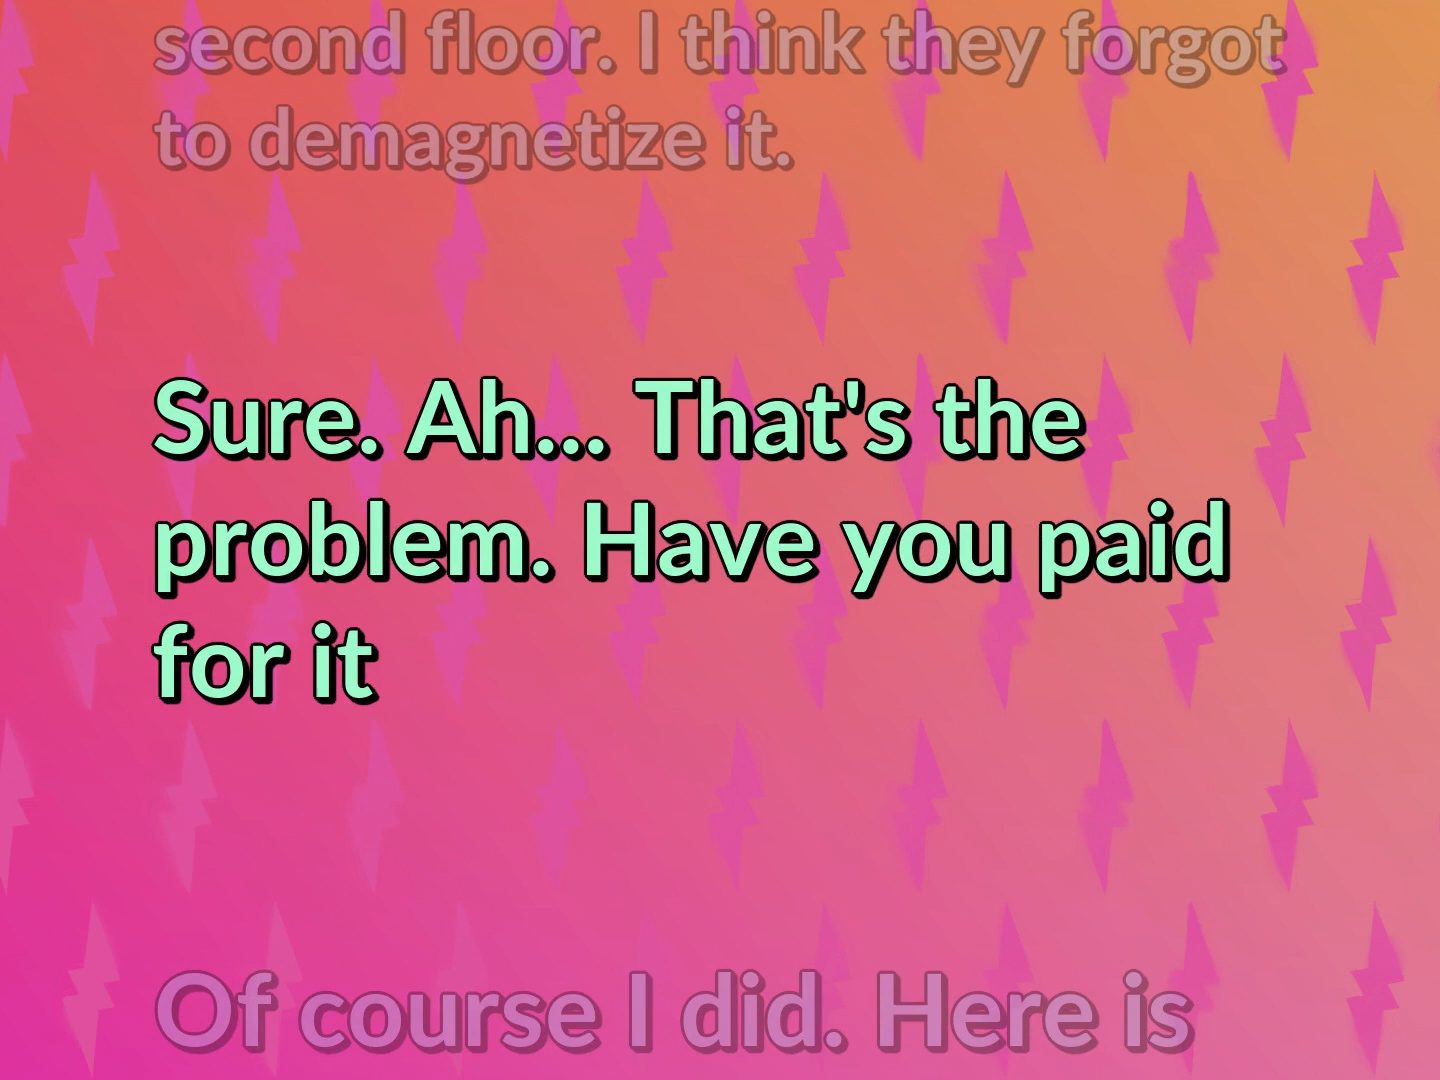 second floor. I think they forgot
to demagnetize it.
Sure. Ah... That's the
problem. Have you paid
for it
Of course I did. Here is